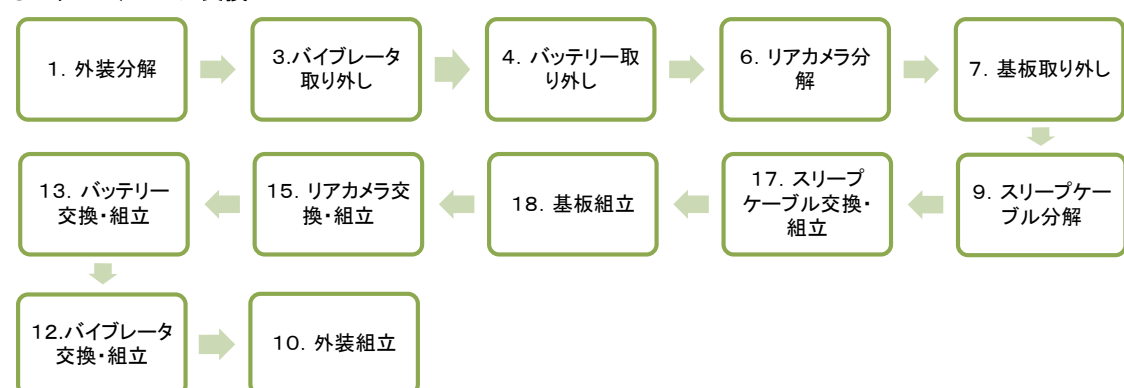 1. 外装分解
3.バイブレータ
取り外し
4. バッテリー取
り外し
6. リアカメラ分
解
7. 基板取り外し
9. スリープケー
ブル分解
17. スリープ
ケーブル交換・
組立
18. 基板組立
15. リアカメラ交
換・組立
13. バッテリー
交換・組立
12.バイブレータ
交換・組立
10. 外装組立